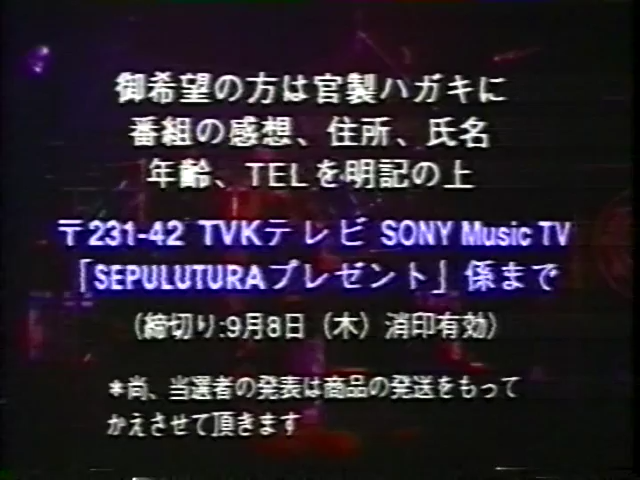 御希望の方は官製ハガキに
番組の感想、住所、氏名
年齢、TELを明記の上
〒231-42 TVKテレビ SONY Music TV
「SEPULUTURAプレゼント」係まで
（締切り:9月8日（木）消印有効）
＊尚、当選者の発表は商品の発送をもって
かえさせて頂きます